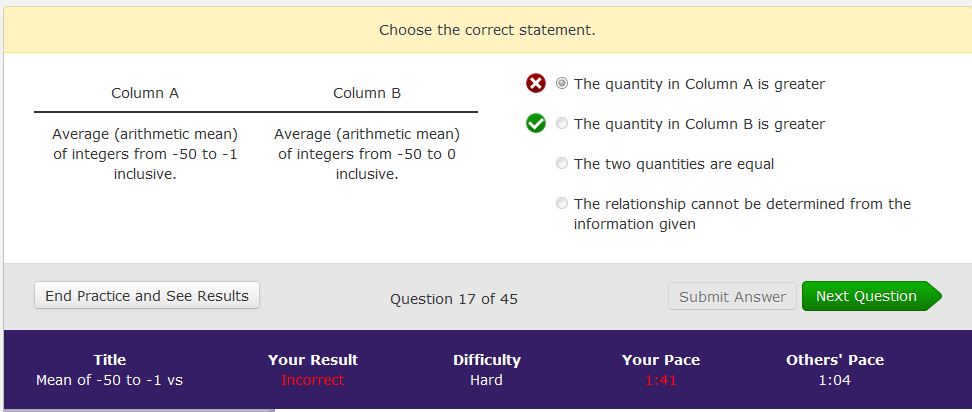 Choose the correct statement.
Column A
Column B
Average (arithmetic mean)
of integers from -50 to -1
inclusive.
Average (arithmetic mean)
of integers from -50 to 0
inclusive.
The quantity in Column A is greater
The quantity in Column B is greater
The two quantities are equal
The relationship cannot be determined from the
information given
End Practice and See Results
Question 17 of 45
Submit Answer
Next Question
Title
Your Result
Difficulty
Your Pace
Others' Pace
Mean of -50 to -1 vs
Incorrect
Hard
1:41
1:04